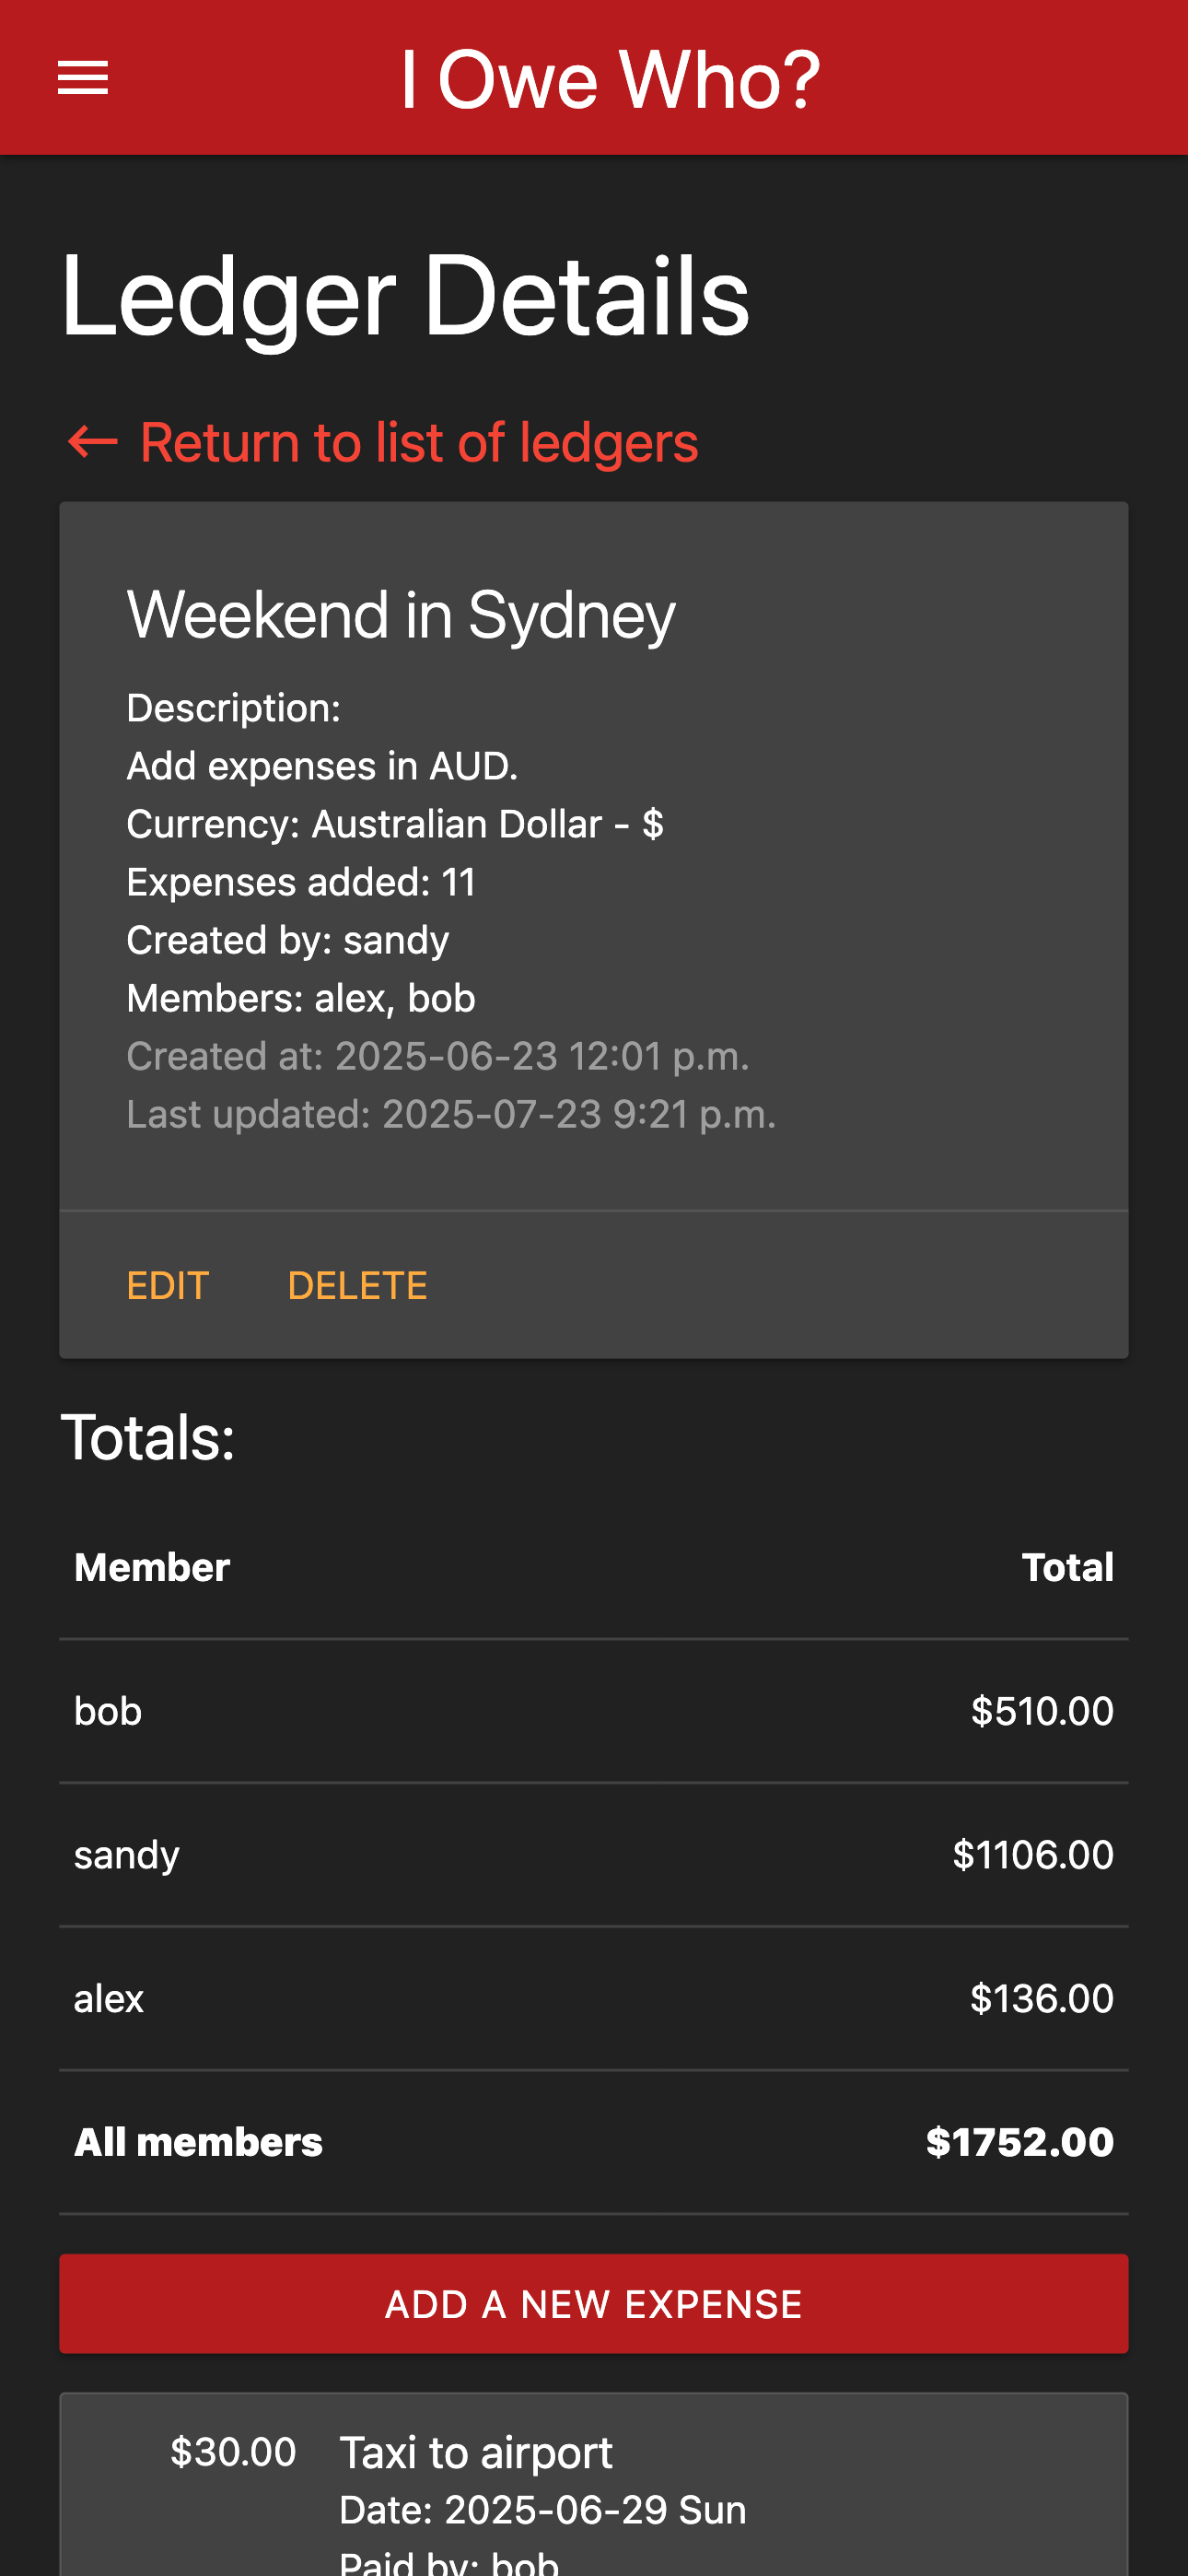 I Owe Who?
Ledger Details
← Return to list of ledgers
Weekend in Sydney
Description:
Add expenses in AUD.
Currency: Australian Dollar - $
Expenses added: 11
Created by: sandy
Members: alex, bob
Created at: 2025-06-23 12:01 p.m.
Last updated: 2025-07-23 9:21 p.m.
EDIT DELETE
Totals:
Member Total
bob $510.00
sandy $1106.00
alex $136.00
All members $1752.00
ADD A NEW EXPENSE
$30.00 Taxi to airport
Date: 2025-06-29 Sun
Paid by: bob